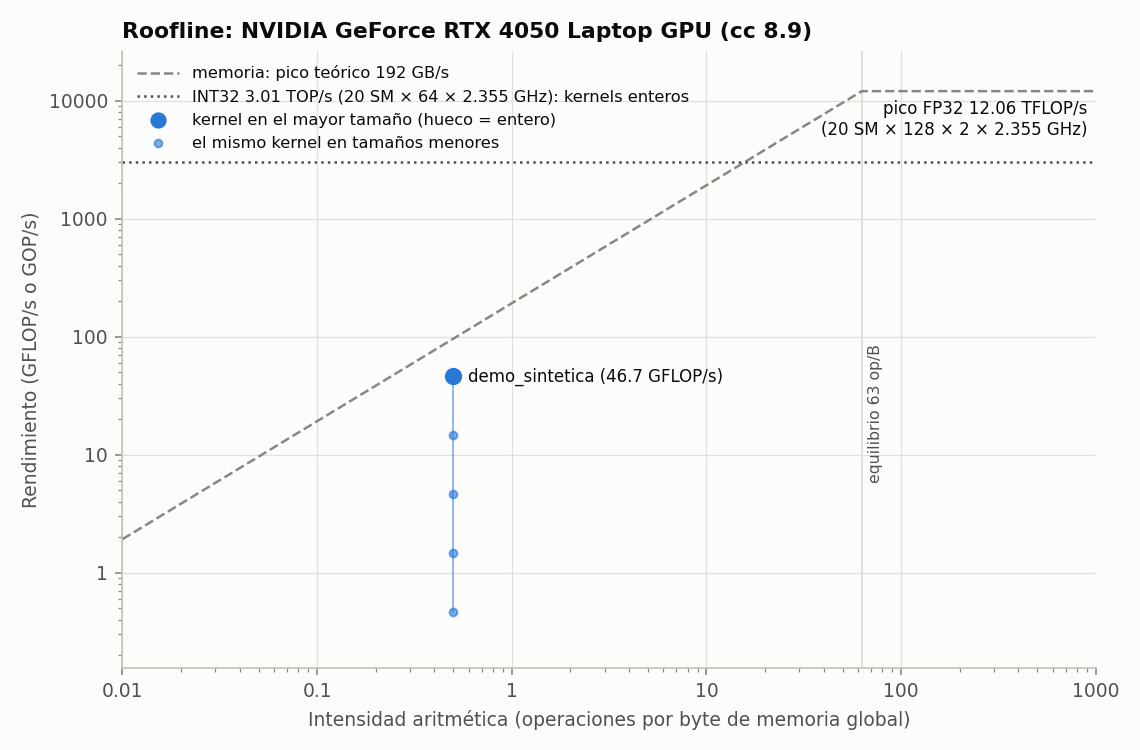 Roofline: NVIDIA GeForce RTX 4050 Laptop GPU (cc 8.9)
memoria: pico teórico 192 GB/s
INT32 3.01 TOP/s (20 SM × 64 × 2.355 GHz): kernels enteros
kernel en el mayor tamaño (hueco = entero)
el mismo kernel en tamaños menores
pico FP32 12.06 TFLOP/s
(20 SM × 128 × 2 × 2.355 GHz)
demo_sintetica (46.7 GFLOP/s)
equilibrio 63 op/B
Rendimiento (GFLOP/s o GOP/s)
10000
1000
100
10
1
0.01
0.1
1
10
100
1000
Intensidad aritmética (operaciones por byte de memoria global)